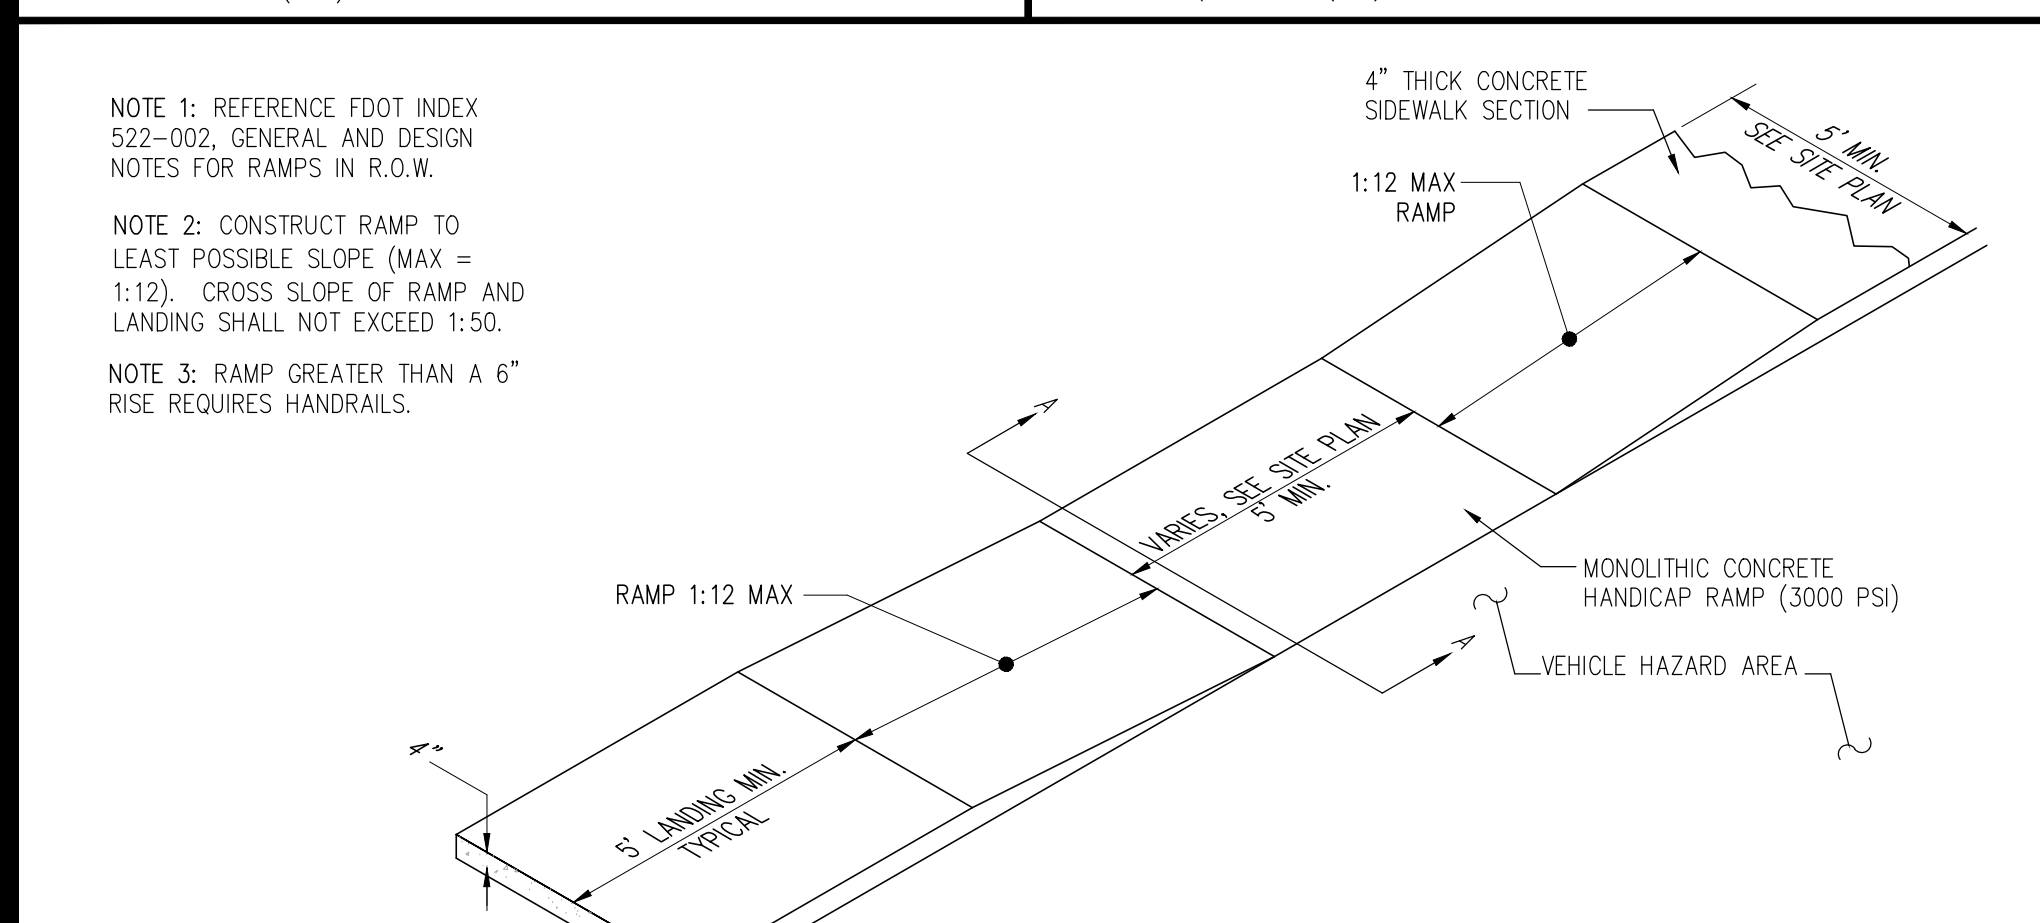 NOTE 1: REFERENCE FDOT INDEX
522-002, GENERAL AND DESIGN
NOTES FOR RAMPS IN R.O.W.
NOTE 2: CONSTRUCT RAMP TO
LEAST POSSIBLE SLOPE (MAX =
1:12). CROSS SLOPE OF RAMP AND
LANDING SHALL NOT EXCEED 1:50.
NOTE 3: RAMP GREATER THAN A 6"
RISE REQUIRES HANDRAILS.
4" THICK CONCRETE
SIDEWALK SECTION
5' MIN.
SEE SITE PLAN
1:12 MAX
RAMP
A
VARIES, SEE SITE PLAN
5' MIN.
RAMP 1:12 MAX
MONOLITHIC CONCRETE
HANDICAP RAMP (3000 PSI)
A
VEHICLE HAZARD AREA
4"
5' LANDING MIN.
TYPICAL